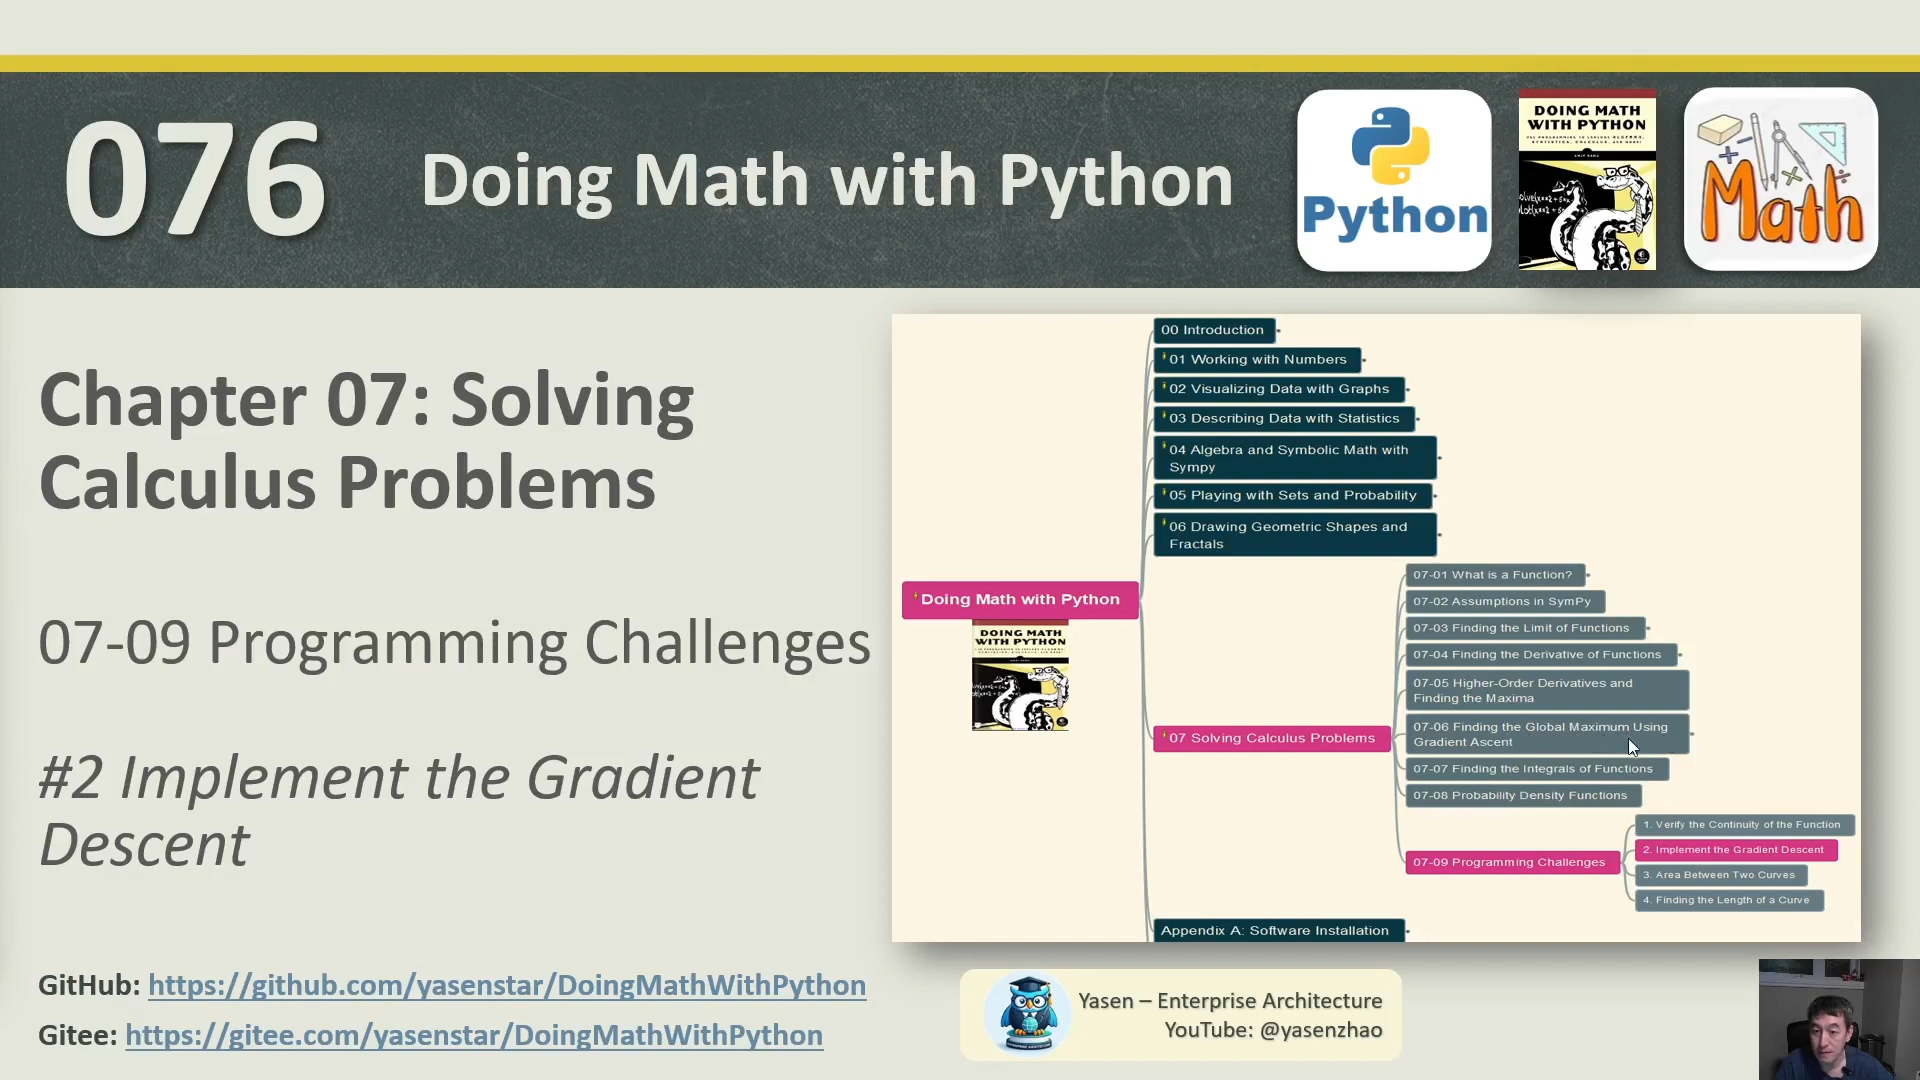 076
Doing Math with Python
Python
DOING MATH
WITH PYTHON
Math
Chapter 07: Solving
Calculus Problems
07-09 Programming Challenges
#2 Implement the Gradient
Descent
GitHub: https://github.com/yasenstar/DoingMathWithPython
Gitee: https://gitee.com/yasenstar/DoingMathWithPython
Doing Math with Python
DOING MATH
WITH PYTHON
00 Introduction
01 Working with Numbers
02 Visualizing Data with Graphs
03 Describing Data with Statistics
04 Algebra and Symbolic Math with
Sympy
05 Playing with Sets and Probability
06 Drawing Geometric Shapes and
Fractals
07 Solving Calculus Problems
07-01 What is a Function?
07-02 Assumptions in SymPy
07-03 Finding the Limit of Functions
07-04 Finding the Derivative of Functions
07-05 Higher-Order Derivatives and
Finding the Maxima
07-06 Finding the Global Maximum Using
Gradient Ascent
07-07 Finding the Integrals of Functions
07-08 Probability Density Functions
07-09 Programming Challenges
1. Verify the Continuity of the Function
2. Implement the Gradient Descent
3. Area Between Two Curves
4. Finding the Length of a Curve
Appendix A: Software Installation
Yasen – Enterprise Architecture
YouTube: @yasenzhao